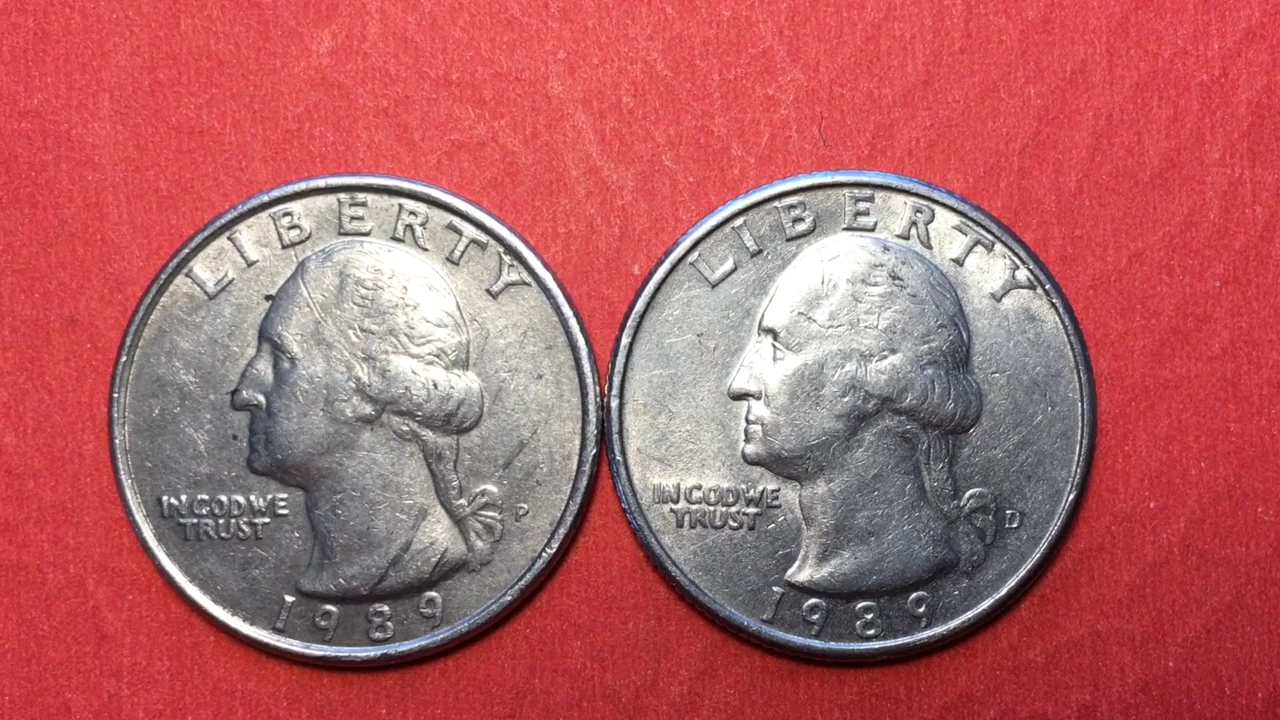 LIBERTY
IN GOD WE
TRUST
P
1989
LIBERTY
IN GOD WE
TRUST
D
1989